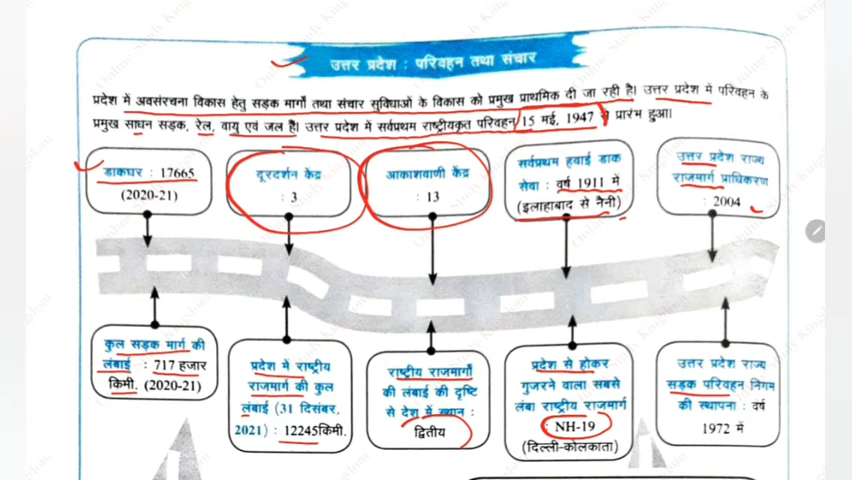 उत्तर प्रदेश : परिवहन तथा संचार
प्रदेश में अवसंरचना विकास हेतु सड़क मार्गों तथा संचार सुविधाओं के विकास को प्रमुख प्राथमिक दी जा रही है। उत्तर प्रदेश में परिवहन के
प्रमुख साधन सड़क, रेल, वायु एवं जल है। उत्तर प्रदेश में सर्वप्रथम राष्ट्रीयकृत परिवहन 15 मई, 1947 से प्रारंभ हुआ।
डाकघर : 17665
(2020-21)
दूरदर्शन केंद्र
: 3
आकाशवाणी केंद्र
: 13
सर्वप्रथम हवाई डाक
सेवा : वर्ष 1911 में
(इलाहाबाद से नैनी)
उत्तर प्रदेश राज्य
राजमार्ग प्राधिकरण
: 2004
कुल सड़क मार्ग की
लंबाई : 717 हजार
किमी. (2020-21)
प्रदेश में राष्ट्रीय
राजमार्ग की कुल
लंबाई (31 दिसंबर,
2021) : 12245किमी.
राष्ट्रीय राजमार्गों
की लंबाई की दृष्टि
से देश में स्थान :
द्वितीय
प्रदेश से होकर
गुजरने वाला सबसे
लंबा राष्ट्रीय राजमार्ग
: NH-19
(दिल्ली-कोलकाता)
उत्तर प्रदेश राज्य
सड़क परिवहन निगम
की स्थापना : वर्ष
1972 में